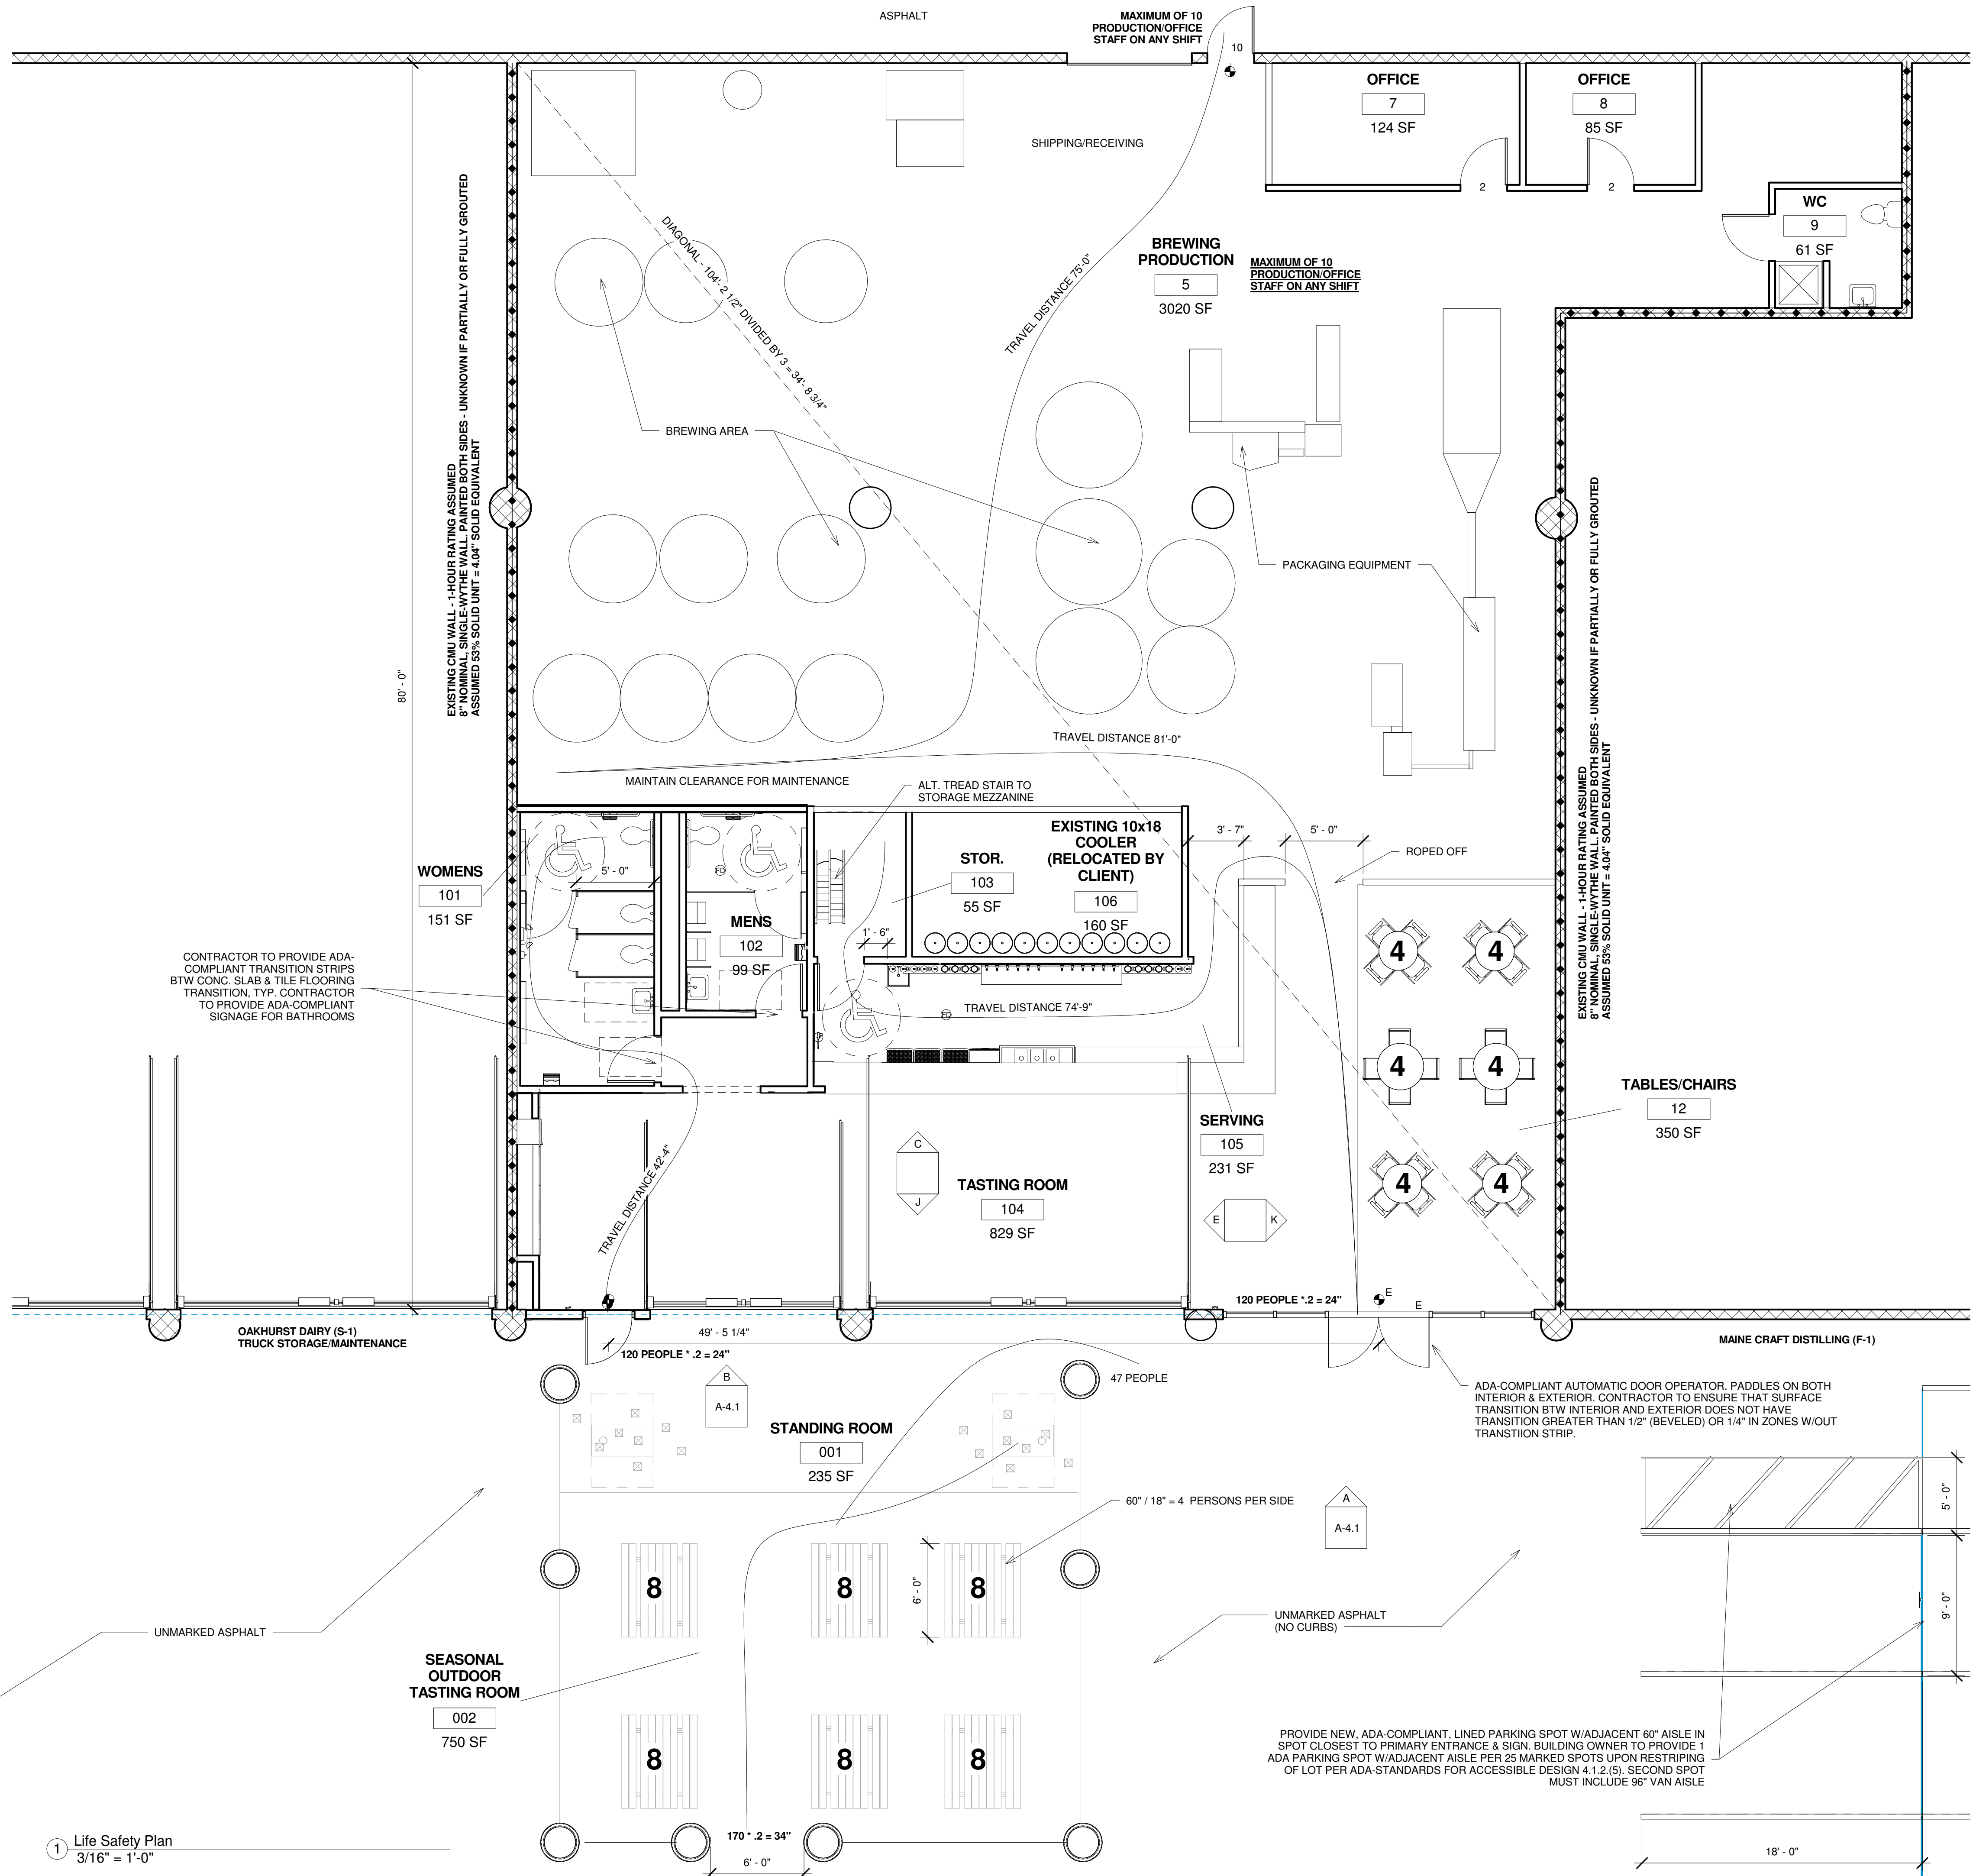 ASPHALT
MAXIMUM OF 10
PRODUCTION/OFFICE
STAFF ON ANY SHIFT
10
OFFICE
7
124 SF
2
OFFICE
8
85 SF
2
SHIPPING/RECEIVING
WC
9
61 SF
BREWING
PRODUCTION
5
3020 SF
MAXIMUM OF 10
PRODUCTION/OFFICE
STAFF ON ANY SHIFT
DIAGONAL - 104'- 2 1/2" DIVIDED BY 3 = 34'- 8 3/4"
TRAVEL DISTANCE 75'-0"
EXISTING CMU WALL - 1-HOUR RATING ASSUMED
8" NOMINAL, SINGLE-WYTHE WALL. PAINTED BOTH SIDES - UNKNOWN IF PARTIALLY OR FULLY GROUTED
ASSUMED 53% SOLID UNIT = 4.04" SOLID EQUIVALENT
80' - 0"
BREWING AREA
PACKAGING EQUIPMENT
EXISTING CMU WALL - 1-HOUR RATING ASSUMED
8" NOMINAL, SINGLE-WYTHE WALL. PAINTED BOTH SIDES - UNKNOWN IF PARTIALLY OR FULLY GROUTED
ASSUMED 53% SOLID UNIT = 4.04" SOLID EQUIVALENT
TRAVEL DISTANCE 81'-0"
MAINTAIN CLEARANCE FOR MAINTENANCE
ALT. TREAD STAIR TO
STORAGE MEZZANINE
3' - 7"
5' - 0"
ROPED OFF
WOMENS
101
151 SF
5' - 0"
FD
MENS
102
99 SF
STOR.
103
55 SF
1' - 6"
EXISTING 10x18
COOLER
(RELOCATED BY
CLIENT)
106
160 SF
4
4
4
4
4
4
CONTRACTOR TO PROVIDE ADA-
COMPLIANT TRANSITION STRIPS
BTW CONC. SLAB & TILE FLOORING
TRANSITION, TYP. CONTRACTOR
TO PROVIDE ADA-COMPLIANT
SIGNAGE FOR BATHROOMS
FD
TRAVEL DISTANCE 74'-9"
TABLES/CHAIRS
12
350 SF
SERVING
105
231 SF
C
J
TASTING ROOM
104
829 SF
E
K
TRAVEL DISTANCE 42'-4"
120 PEOPLE *.2 = 24"
E
E
OAKHURST DAIRY (S-1)
TRUCK STORAGE/MAINTENANCE
49' - 5 1/4"
MAINE CRAFT DISTILLING (F-1)
120 PEOPLE * .2 = 24"
47 PEOPLE
B
A-4.1
ADA-COMPLIANT AUTOMATIC DOOR OPERATOR. PADDLES ON BOTH
INTERIOR & EXTERIOR. CONTRACTOR TO ENSURE THAT SURFACE
TRANSITION BTW INTERIOR AND EXTERIOR DOES NOT HAVE
TRANSITION GREATER THAN 1/2" (BEVELED) OR 1/4" IN ZONES W/OUT
TRANSTIION STRIP.
STANDING ROOM
001
235 SF
60" / 18" = 4  PERSONS PER SIDE
A
A-4.1
5' - 0"
9' - 0"
8
8
8
6' - 0"
UNMARKED ASPHALT
UNMARKED ASPHALT
(NO CURBS)
SEASONAL
OUTDOOR
TASTING ROOM
002
750 SF
8
8
8
PROVIDE NEW, ADA-COMPLIANT, LINED PARKING SPOT W/ADJACENT 60" AISLE IN
SPOT CLOSEST TO PRIMARY ENTRANCE & SIGN. BUILDING OWNER TO PROVIDE 1
ADA PARKING SPOT W/ADJACENT AISLE PER 25 MARKED SPOTS UPON RESTRIPING
OF LOT PER ADA-STANDARDS FOR ACCESSIBLE DESIGN 4.1.2.(5). SECOND SPOT
MUST INCLUDE 96" VAN AISLE
170 * .2 = 34"
6' - 0"
18' - 0"
1
Life Safety Plan
3/16" = 1'-0"